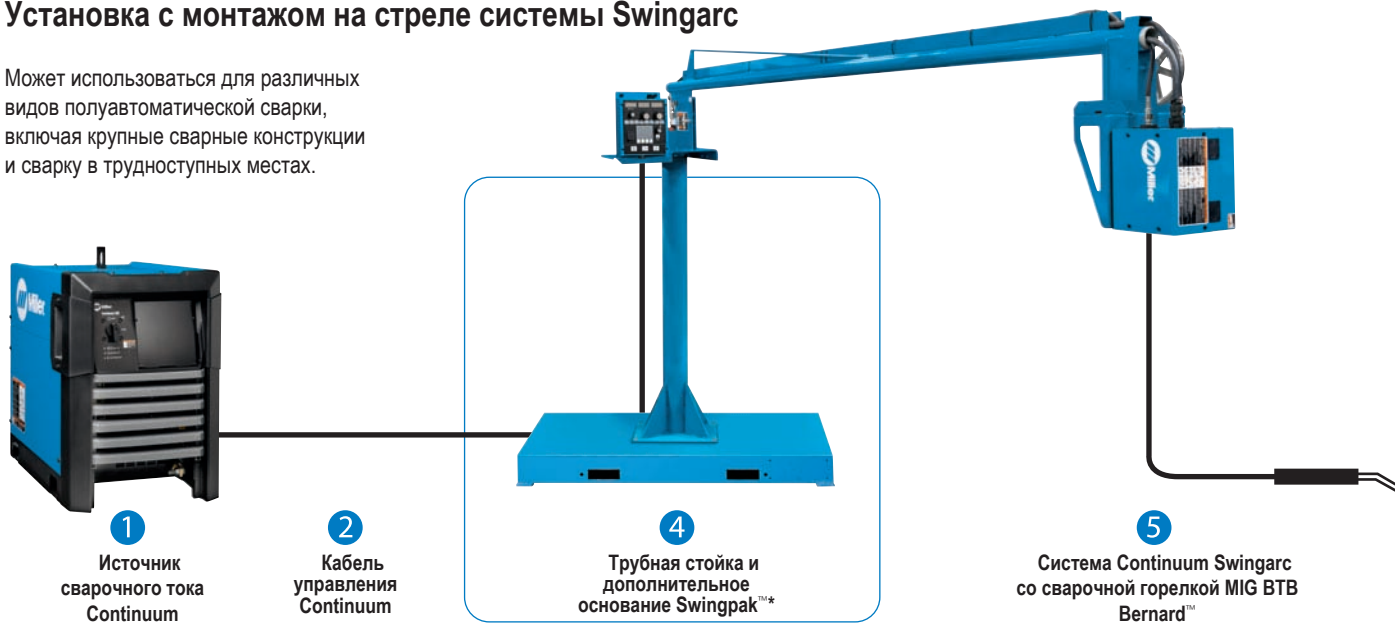 Установка с монтажом на стреле системы Swingarc
Может использоваться для различных
видов полуавтоматической сварки,
включая крупные сварные конструкции
и сварку в трудноступных местах.
Miller
Miller
1
Источник
сварочного тока
Continuum
2
Кабель
управления
Continuum
4
Трубная стойка и
дополнительное
основание Swingpak™*
5
Система Continuum Swingarc
со сварочной горелкой MIG BTB
Bernard™